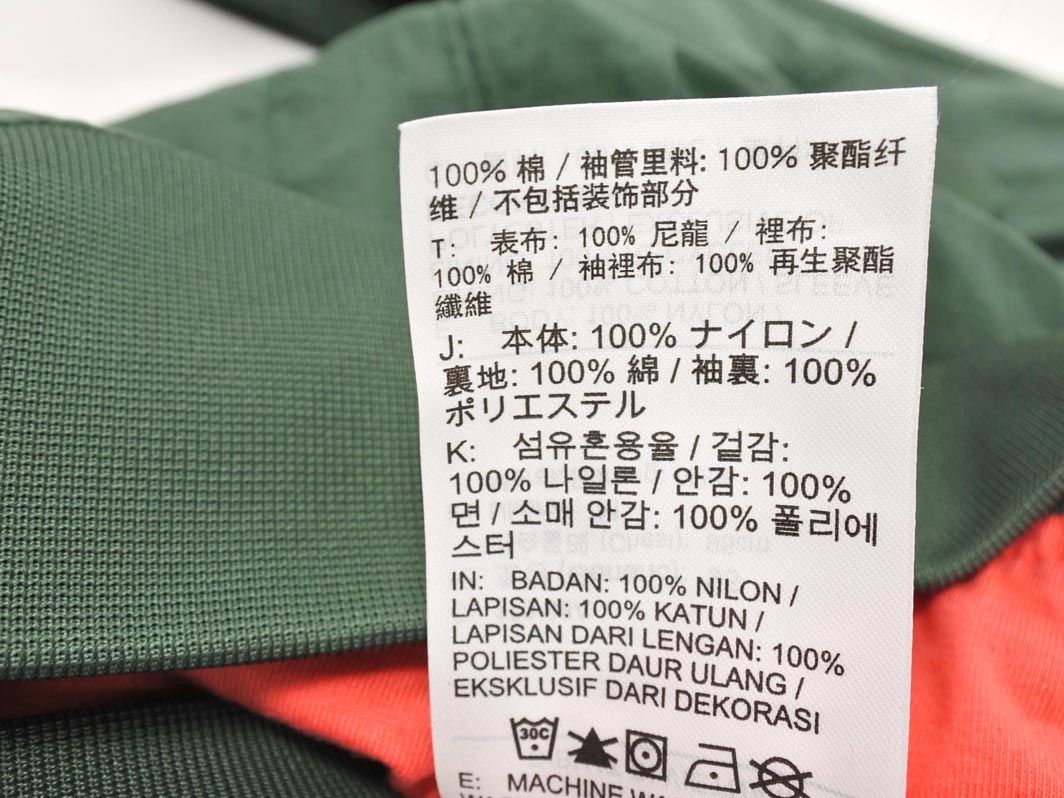 100% 棉 / 袖管里料: 100% 聚酯纤
维 / 不包括装饰部分
T: 表布: 100% 尼龍 / 裡布:
100% 棉 / 袖裡布: 100% 再生聚酯
纖維
J: 本体: 100% ナイロン /
裏地: 100% 綿 / 袖裏: 100%
ポリエステル
K: 섬유혼용율 / 걸감:
100% 나일론 / 안감: 100%
면 / 소매 안감: 100% 폴리에
스터
IN: BADAN: 100% NILON /
LAPISAN: 100% KATUN /
LAPISAN DARI LENGAN: 100%
POLIESTER DAUR ULANG /
EKSKLUSIF DARI DEKORASI
30C
E: MACHINE